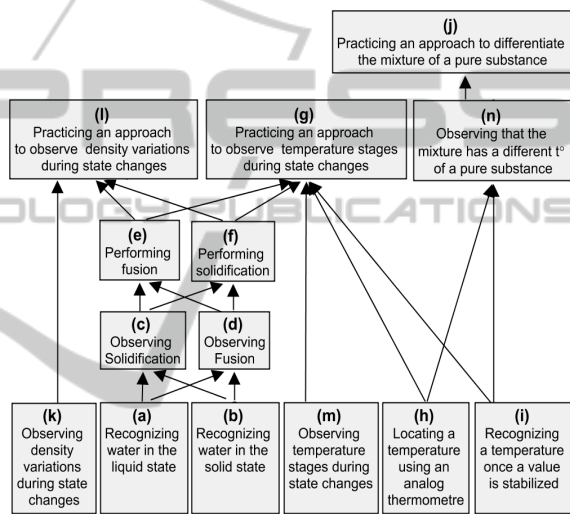 (j)
Practicing an approach to differentiate
the mixture of a pure substance
(l)
Practicing an approach
to observe density variations
during state changes
(g)
Practicing an approach
to observe temperature stages
during state changes
(n)
Observing that the
mixture has a different t°
of a pure substance
(e)
Performing
fusion
(f)
Performing
solidification
(c)
Observing
Solidification
(d)
Observing
Fusion
(k)
Observing
density
variations
during state
changes
(a)
Recognizing
water in the
liquid state
(b)
Recognizing
water in the
solid state
(m)
Observing
temperature
stages during
state changes
(h)
Locating a
temperature
using an
analog
thermometre
(i)
Recognizing
a temperature
once a value
is stabilized
PRESS
OLOGY PUBLICATIONS